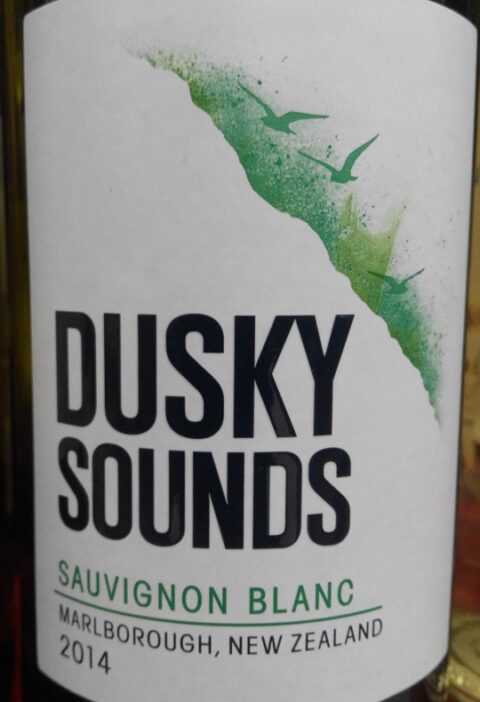 DUSKY
SOUNDS
SAUVIGNON BLANC
MARLBOROUGH, NEW ZEALAND
2014